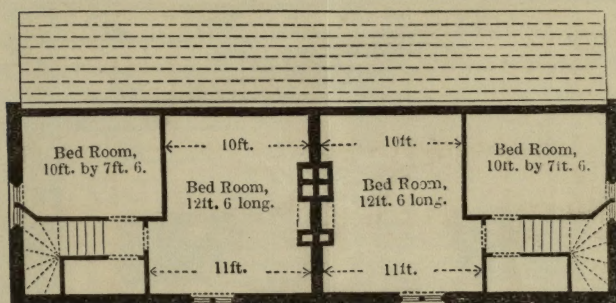 Bed Room,
10ft. by 7ft. 6.
10ft.
Bed Room,
12ft. 6 long.
11ft.
10ft.
Bed Room,
12ft. 6 long.
11ft.
Bed Room,
10ft. by 7ft. 6.